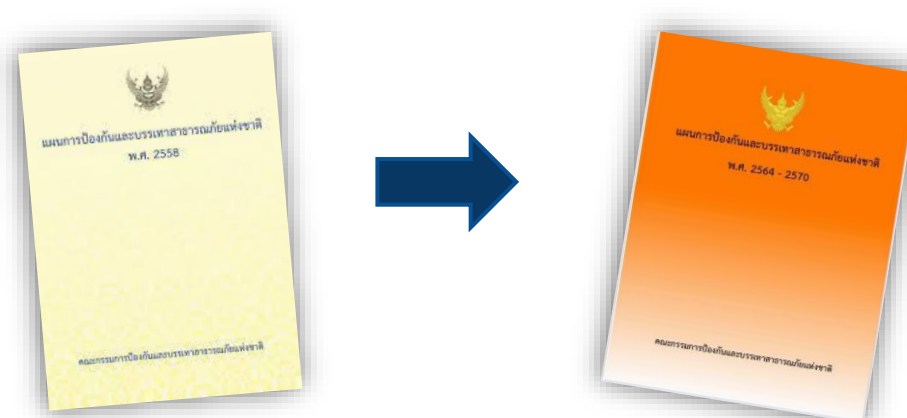 แผนการป้องกันและบรรเทาสาธารณภัยแห่งชาติ
พ.ศ. 2558
คณะกรรมการป้องกันและบรรเทาสาธารณภัยแห่งชาติ
แผนการป้องกันและบรรเทาสาธารณภัยแห่งชาติ
พ.ศ. 2564 - 2570
คณะกรรมการป้องกันและบรรเทาสาธารณภัยแห่งชาติ